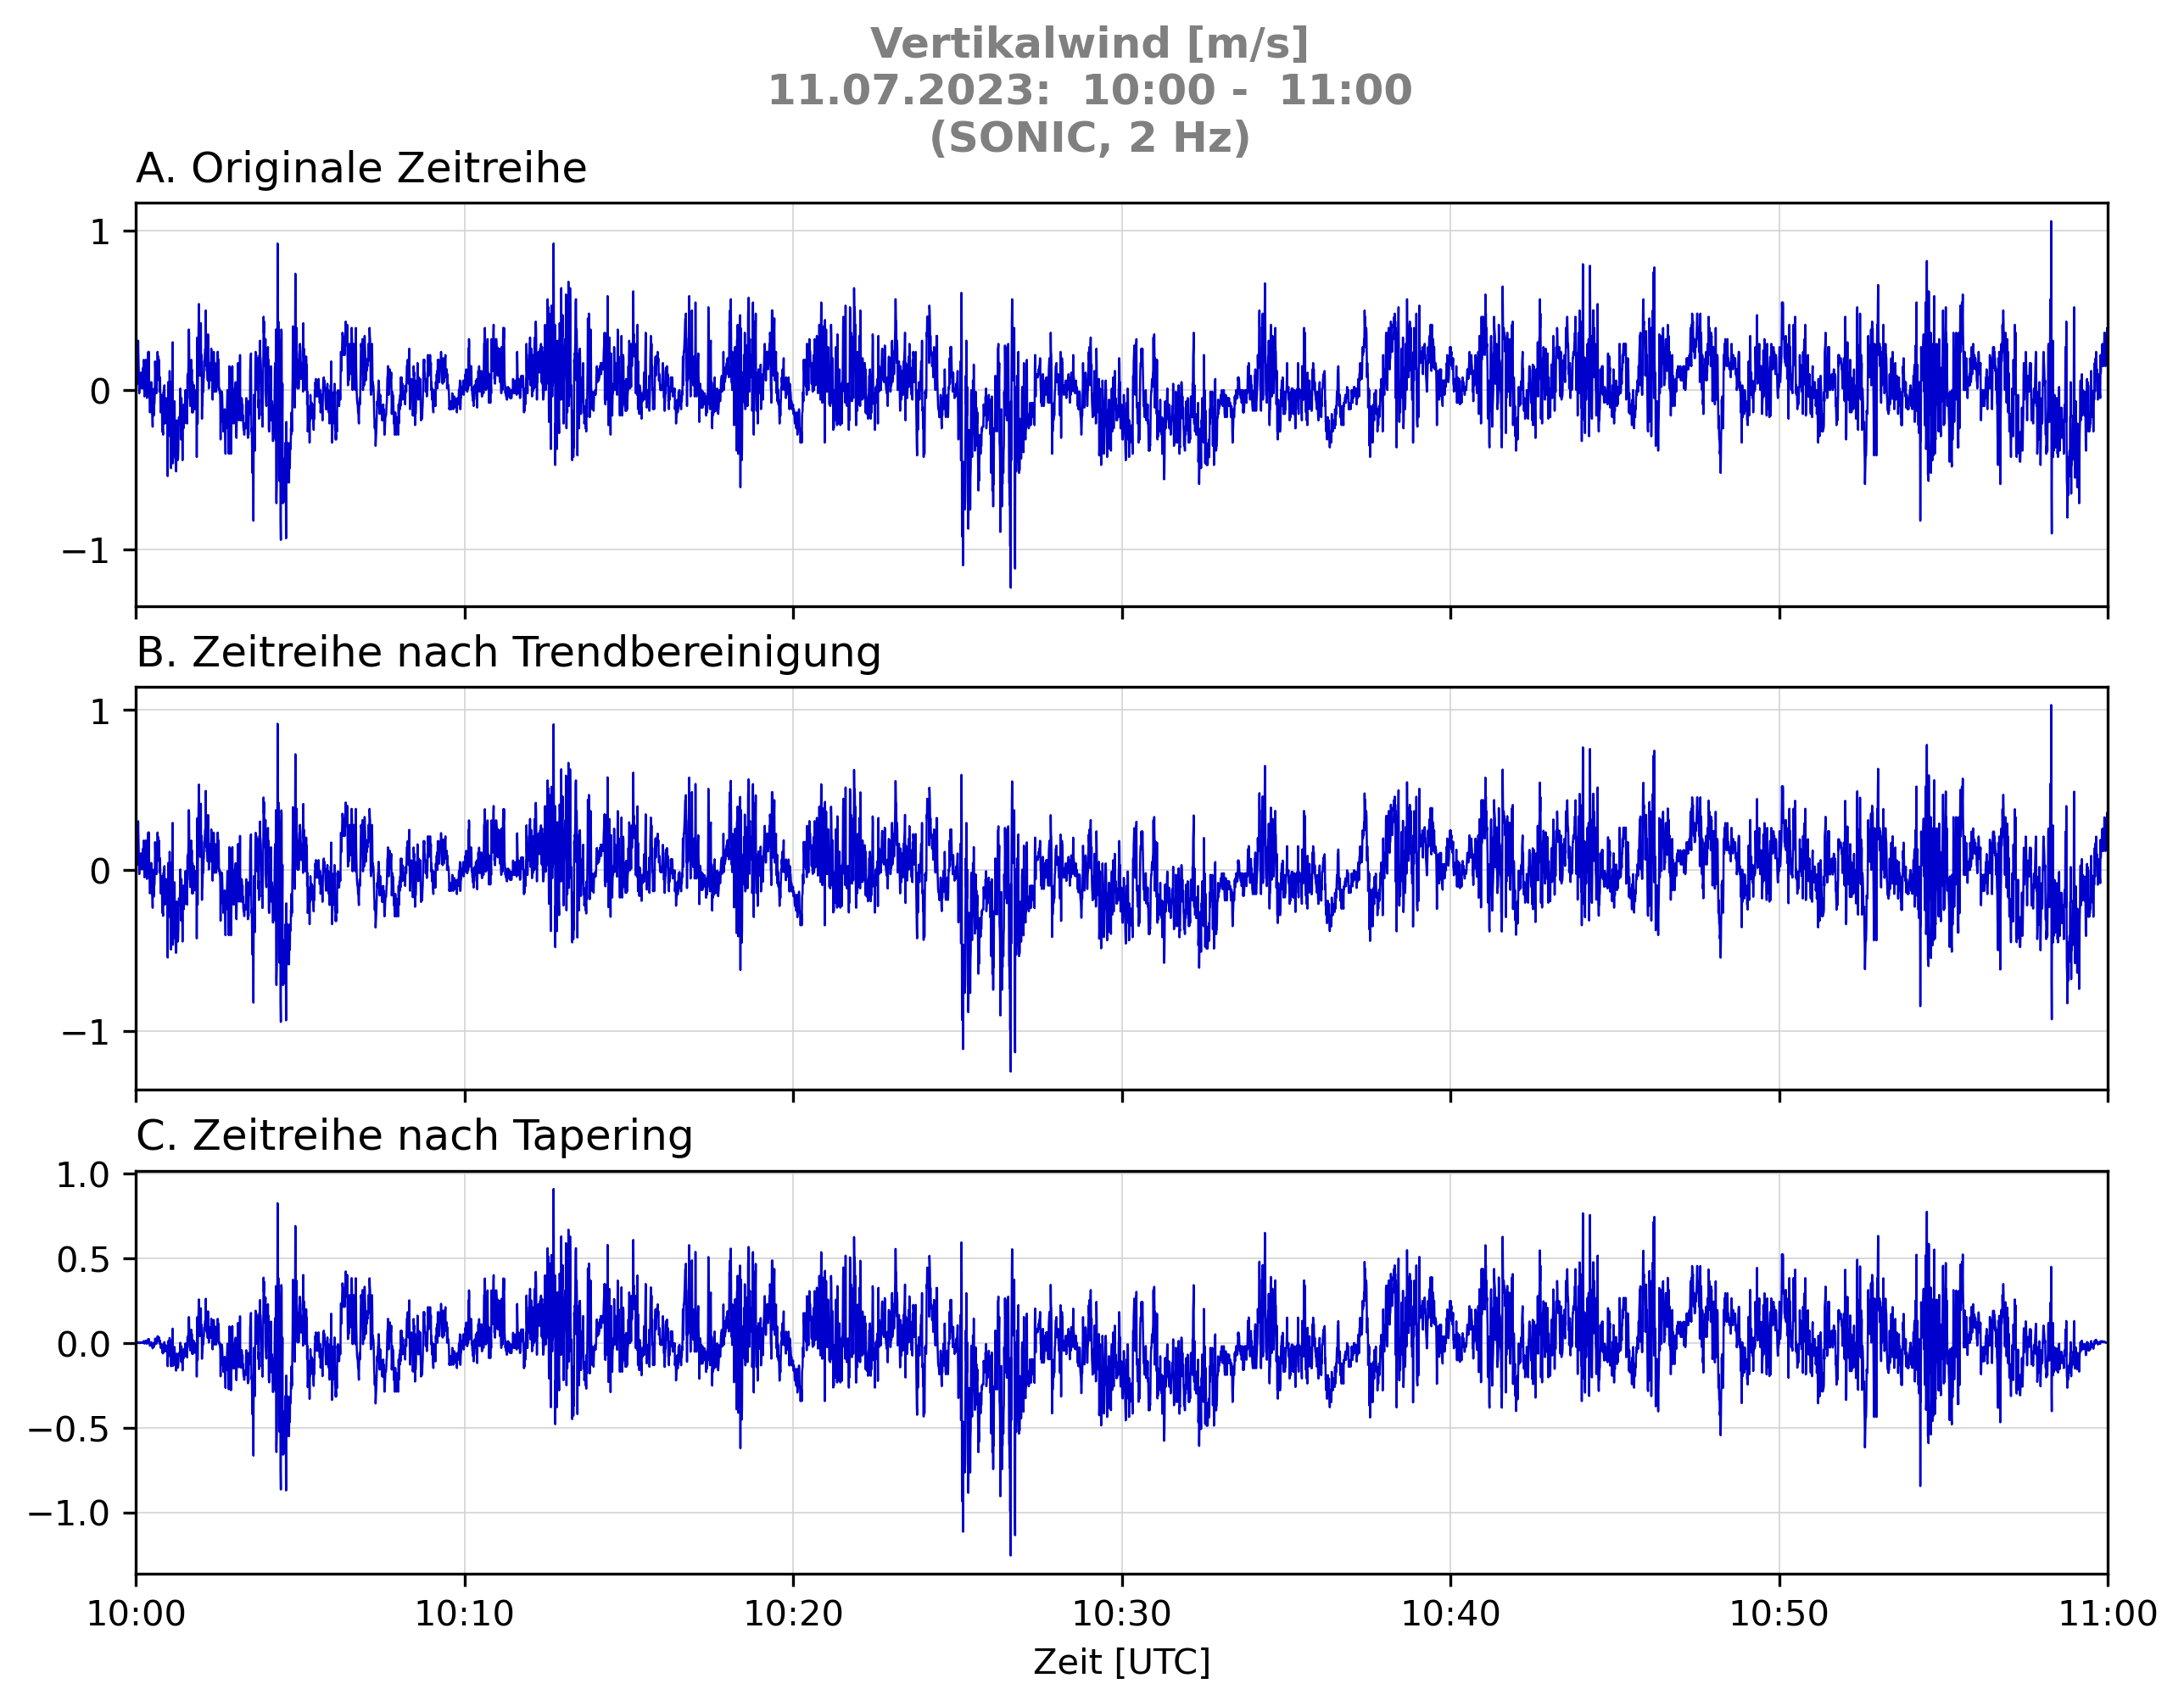 Vertikalwind [m/s]
11.07.2023:  10:00 -  11:00
(SONIC, 2 Hz)
A. Originale Zeitreihe
1
0
−1
B. Zeitreihe nach Trendbereinigung
1
0
−1
C. Zeitreihe nach Tapering
1.0
0.5
0.0
−0.5
−1.0
10:00 10:10 10:20 10:30 10:40 10:50 11:00
Zeit [UTC]